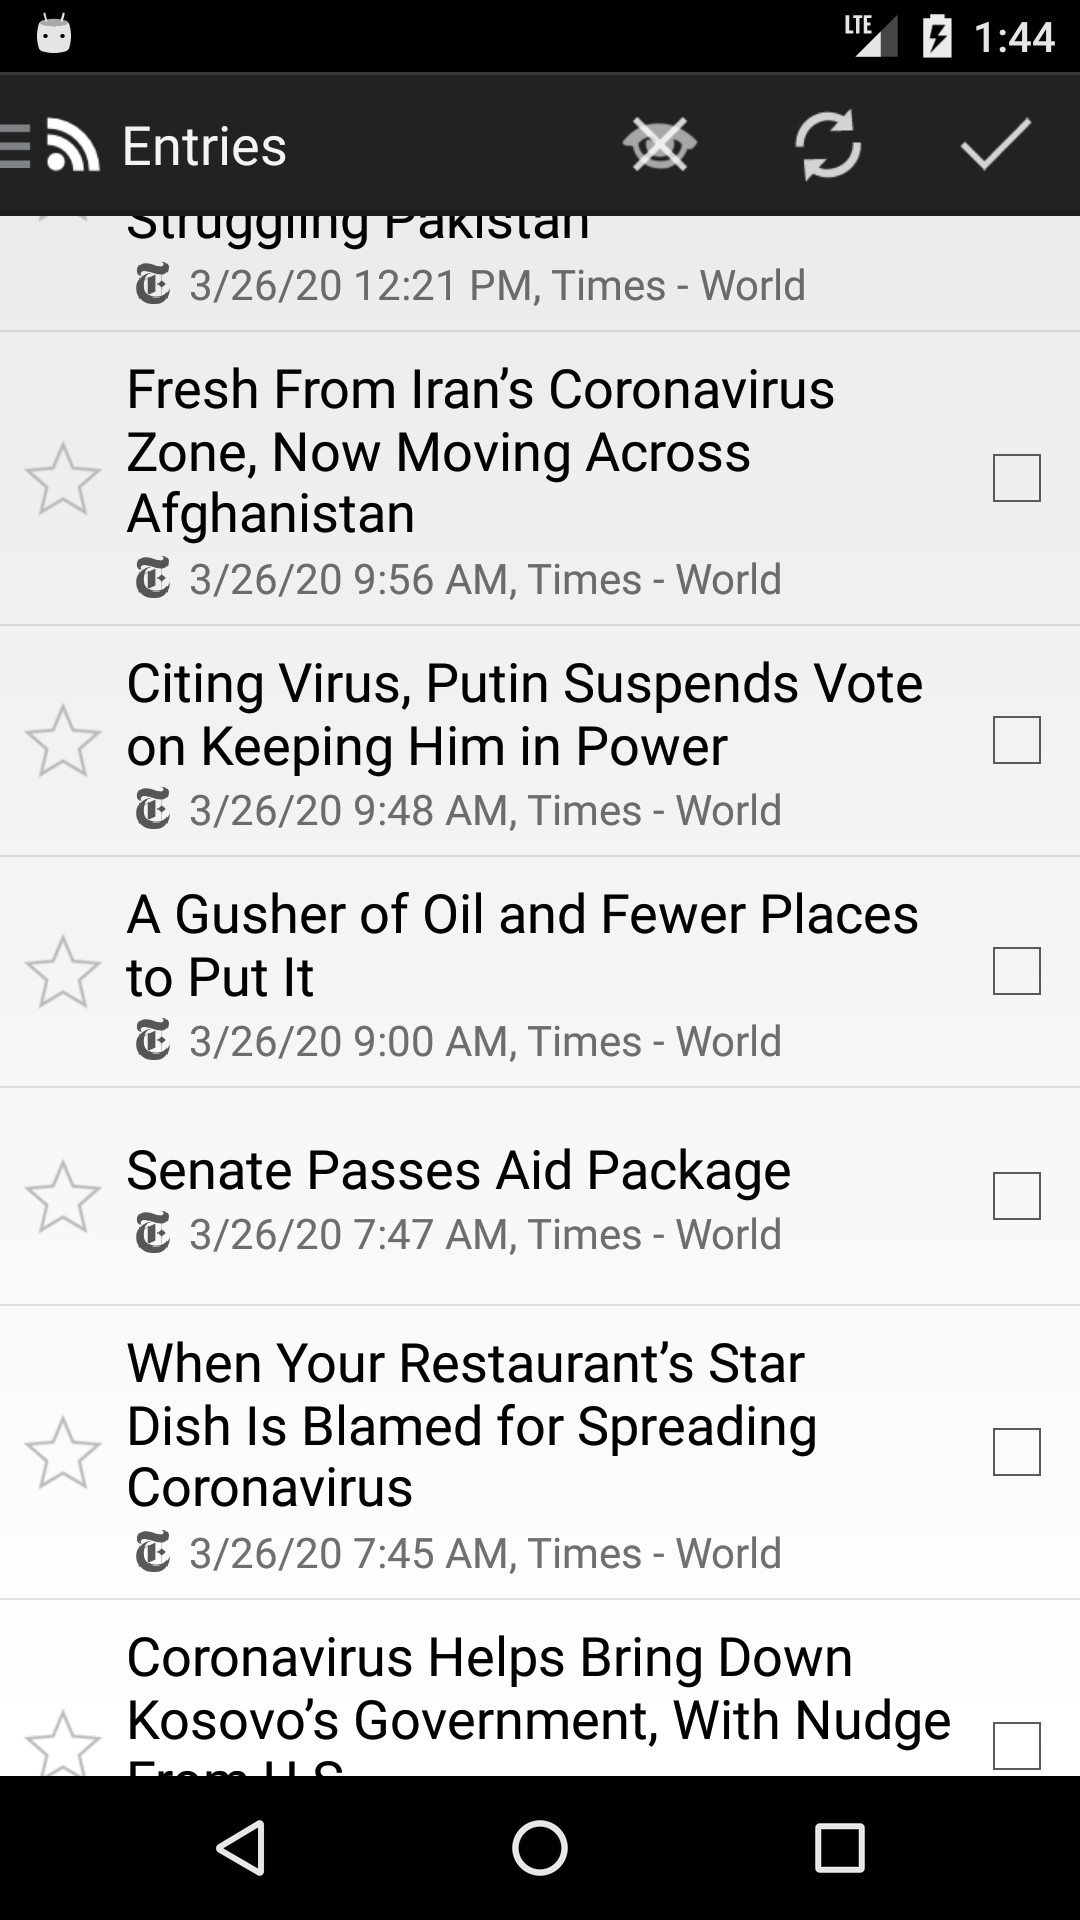 LTE 1:44
Entries
Struggling Pakistan
3/26/20 12:21 PM, Times - World
Fresh From Iran’s Coronavirus
Zone, Now Moving Across
Afghanistan
3/26/20 9:56 AM, Times - World
Citing Virus, Putin Suspends Vote
on Keeping Him in Power
3/26/20 9:48 AM, Times - World
A Gusher of Oil and Fewer Places
to Put It
3/26/20 9:00 AM, Times - World
Senate Passes Aid Package
3/26/20 7:47 AM, Times - World
When Your Restaurant’s Star
Dish Is Blamed for Spreading
Coronavirus
3/26/20 7:45 AM, Times - World
Coronavirus Helps Bring Down
Kosovo’s Government, With Nudge
From U.S.